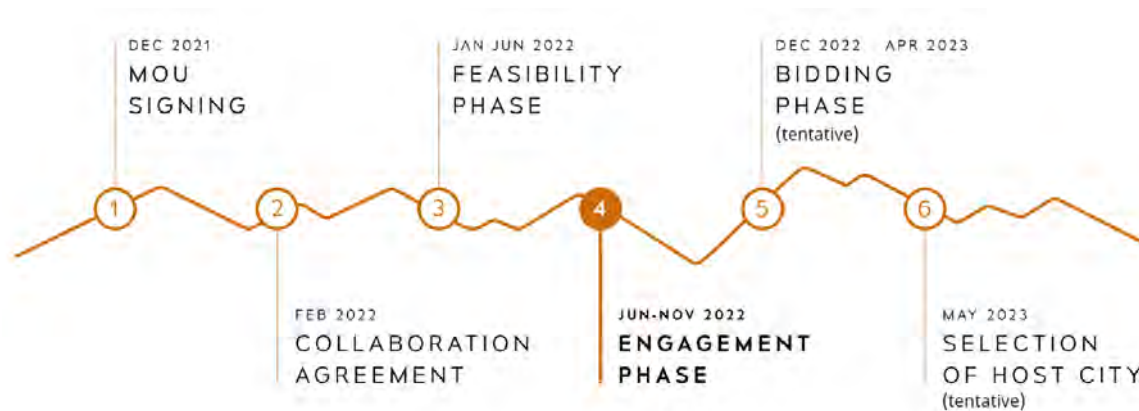 DEC 2021
MOU
SIGNING
JAN-JUN 2022
FEASIBILITY
PHASE
DEC 2022 - APR 2023
BIDDING
PHASE
(tentative)
1
2
3
4
5
6
FEB 2022
COLLABORATION
AGREEMENT
JUN-NOV 2022
ENGAGEMENT
PHASE
MAY 2023
SELECTION
OF HOST CITY
(tentative)